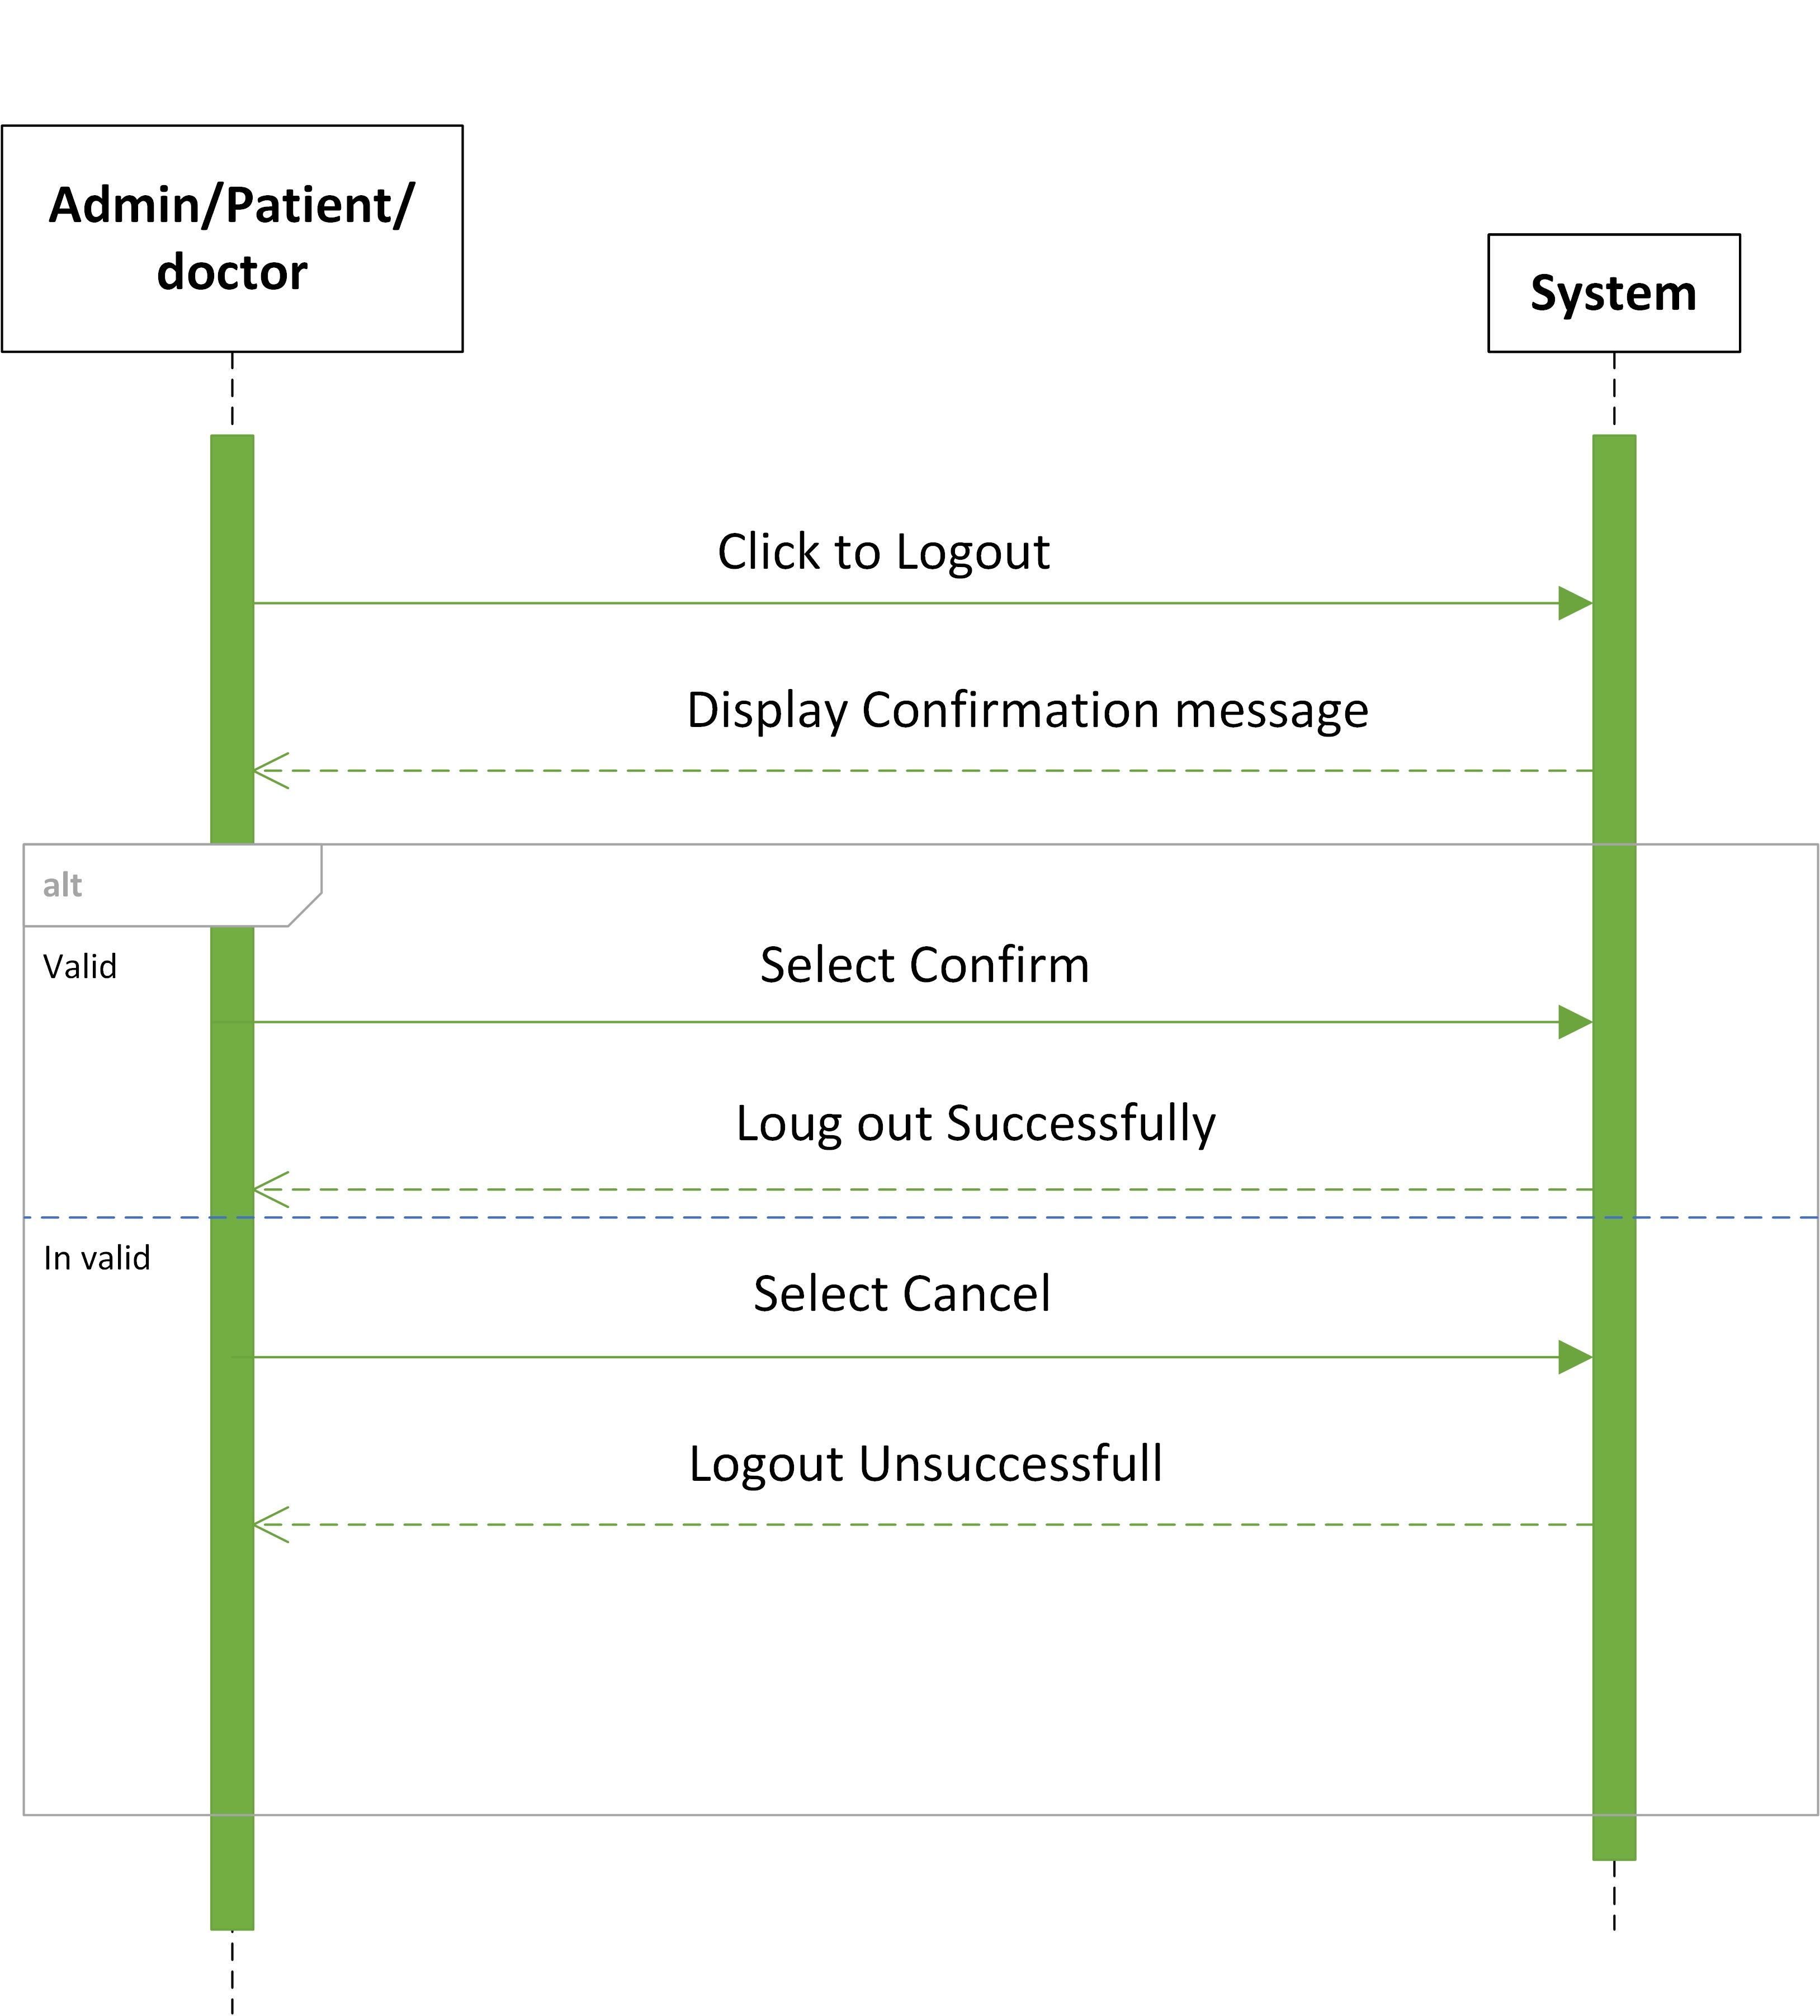 Admin/Patient/
doctor
System
Click to Logout
Display Confirmation message
alt
Valid
Select Confirm
Loug out Successfully
In valid
Select Cancel
Logout Unsuccessfull